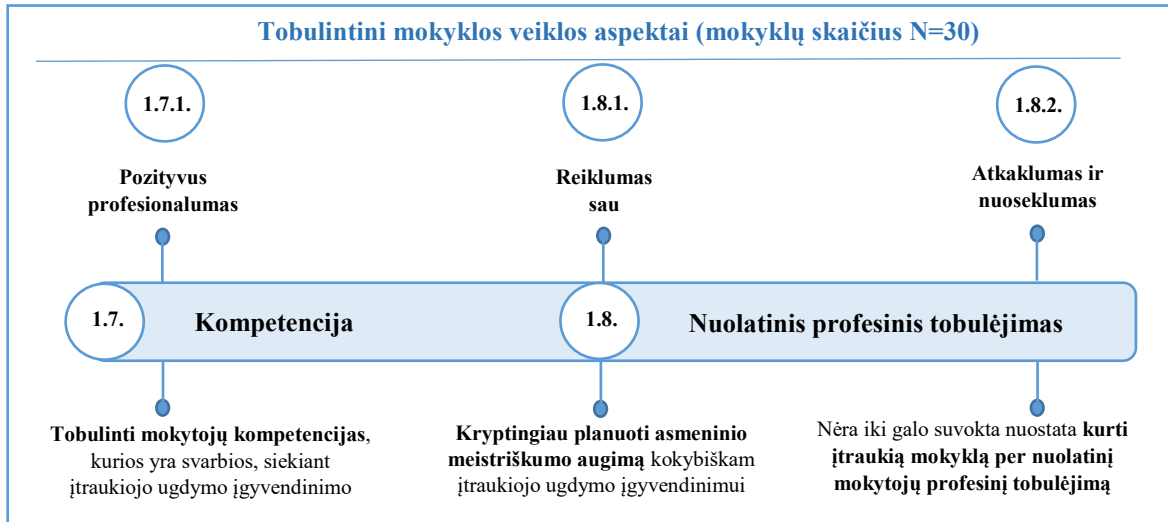 Tobulintini mokyklos veiklos aspektai (mokyklų skaičius N=30)
1.7.1.
1.8.1.
1.8.2.
Pozityvus
profesionalumas
Reiklumas
sau
Atkaklumas ir
nuoseklumas
1.7.
Kompetencija
1.8.
Nuolatinis profesinis tobulėjimas
Tobulinti mokytojų kompetencijas,
kurios yra svarbios, siekiant
įtraukiojo ugdymo įgyvendinimo
Kryptingiau planuoti asmeninio
meistriškumo augimą kokybiškam
įtraukiojo ugdymo įgyvendinimui
Nėra iki galo suvokta nuostata kurti
įtraukią mokyklą per nuolatinį
mokytojų profesinį tobulėjimą